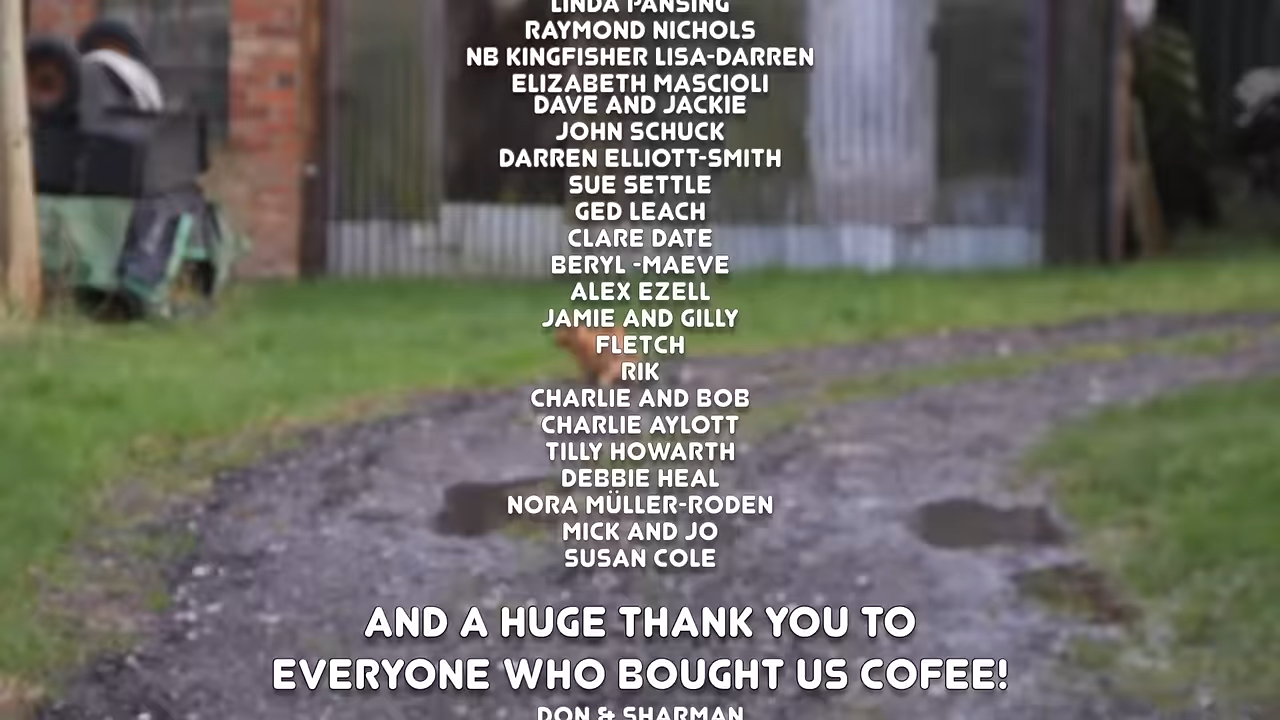 LINDA PANSING
RAYMOND NICHOLS
NB KINGFISHER LISA-DARREN
ELIZABETH MASCIOLI
DAVE AND JACKIE
JOHN SCHUCK
DARREN ELLIOTT-SMITH
SUE SETTLE
GED LEACH
CLARE DATE
BERYL -MAEVE
ALEX EZELL
JAMIE AND GILLY
FLETCH
RIK
CHARLIE AND BOB
CHARLIE AYLOTT
TILLY HOWARTH
DEBBIE HEAL
NORA MÜLLER-RODEN
MICK AND JO
SUSAN COLE
AND A HUGE THANK YOU TO
EVERYONE WHO BOUGHT US COFEE!
DON & SHARMAN